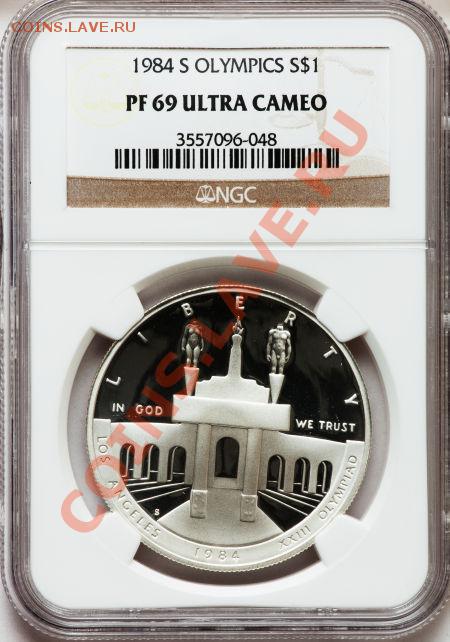 COINS.LAVE.RU
1984 S OLYMPICS S$1
PF 69 ULTRA CAMEO
3557096-048
NGC
COINS.LAVE.RU
LIBERTY
IN GOD WE TRUST
S
LOS ANGELES 1984 XXIII OLYMPIAD